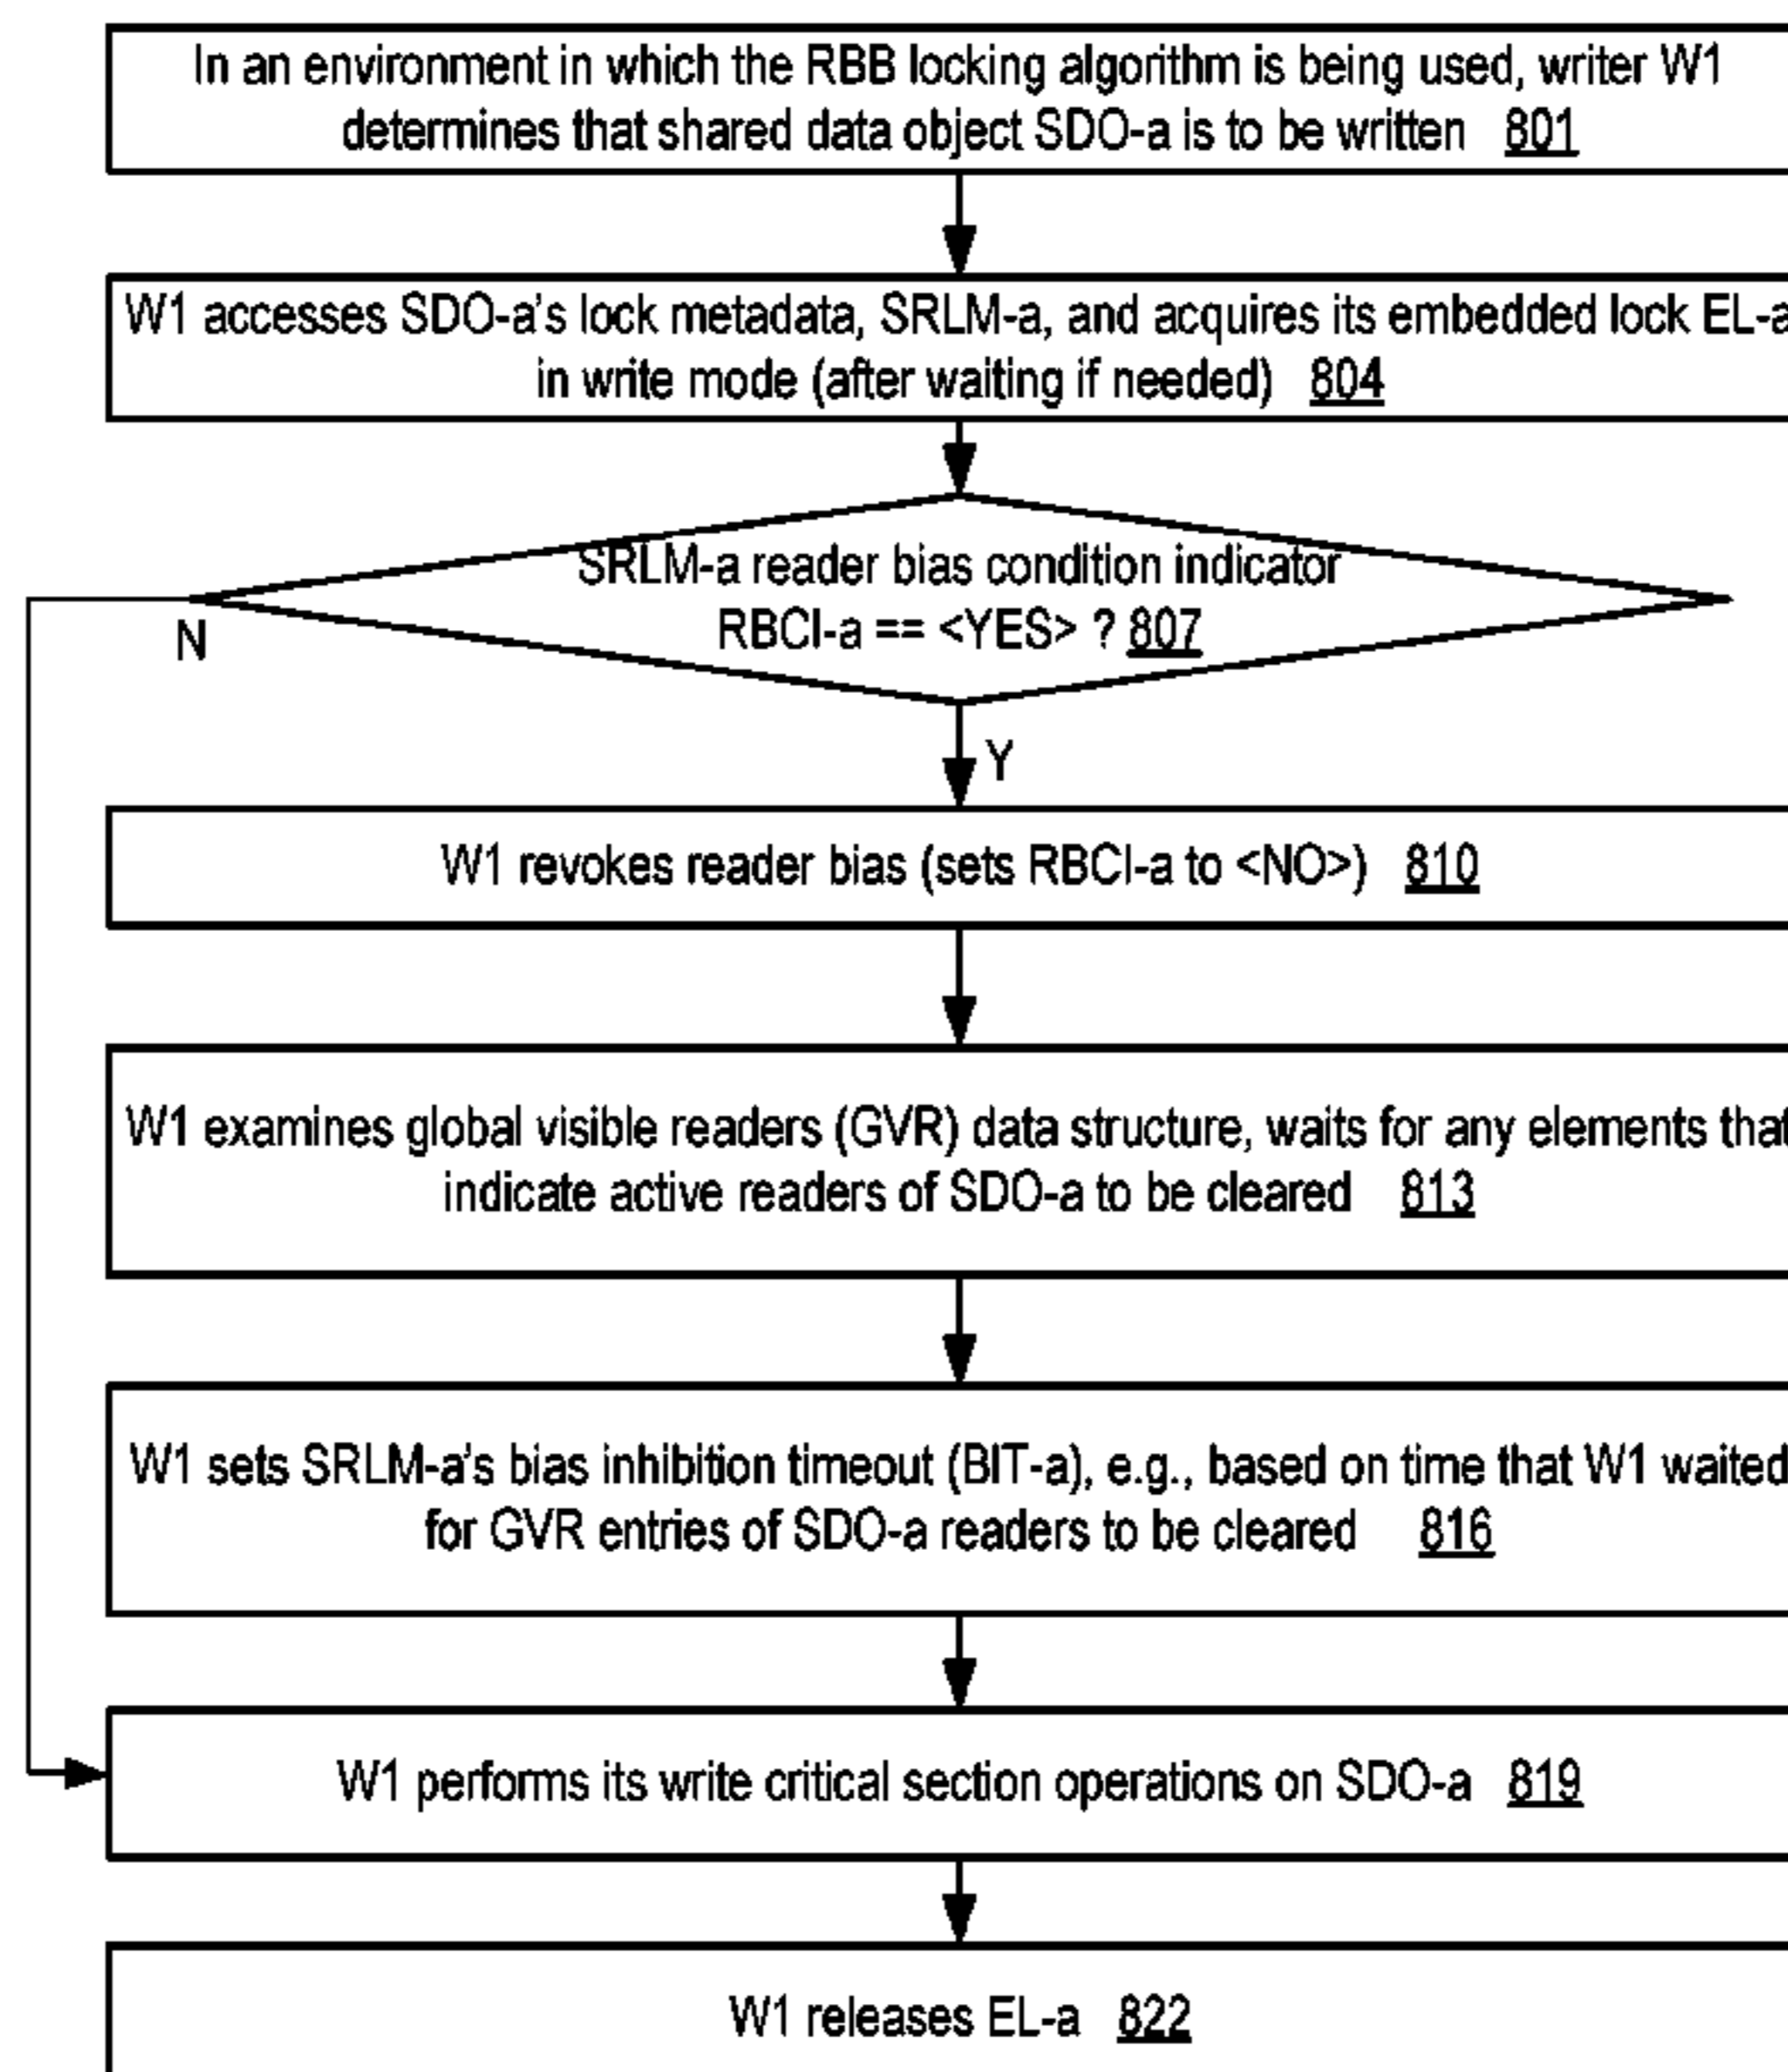 In an environment in which the RBB locking algorithm is being used, writer W1
determines that shared data object SDO-a is to be written 801
W1 accesses SDO-a's lock metadata, SRLM-a, and acquires its embedded lock EL-a
in write mode (after waiting if needed) 804
SRLM-a reader bias condition indicator
RBCI-a == <YES> ? 807
N
Y
W1 revokes reader bias (sets RBCI-a to <NO>) 810
W1 examines global visible readers (GVR) data structure, waits for any elements that
indicate active readers of SDO-a to be cleared 813
W1 sets SRLM-a's bias inhibition timeout (BIT-a), e.g., based on time that W1 waited
for GVR entries of SDO-a readers to be cleared 816
W1 performs its write critical section operations on SDO-a 819
W1 releases EL-a 822